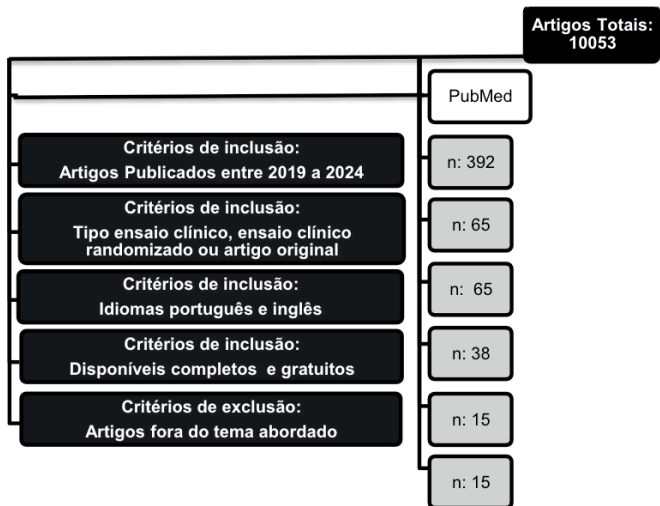 Artigos Totais:
10053
PubMed
Critérios de inclusão:
Artigos Publicados entre 2019 a 2024
n: 392
Critérios de inclusão:
Tipo ensaio clínico, ensaio clínico
randomizado ou artigo original
n: 65
Critérios de inclusão:
Idiomas português e inglês
n: 65
Critérios de inclusão:
Disponíveis completos e gratuitos
n: 38
Critérios de exclusão:
Artigos fora do tema abordado
n: 15
n: 15